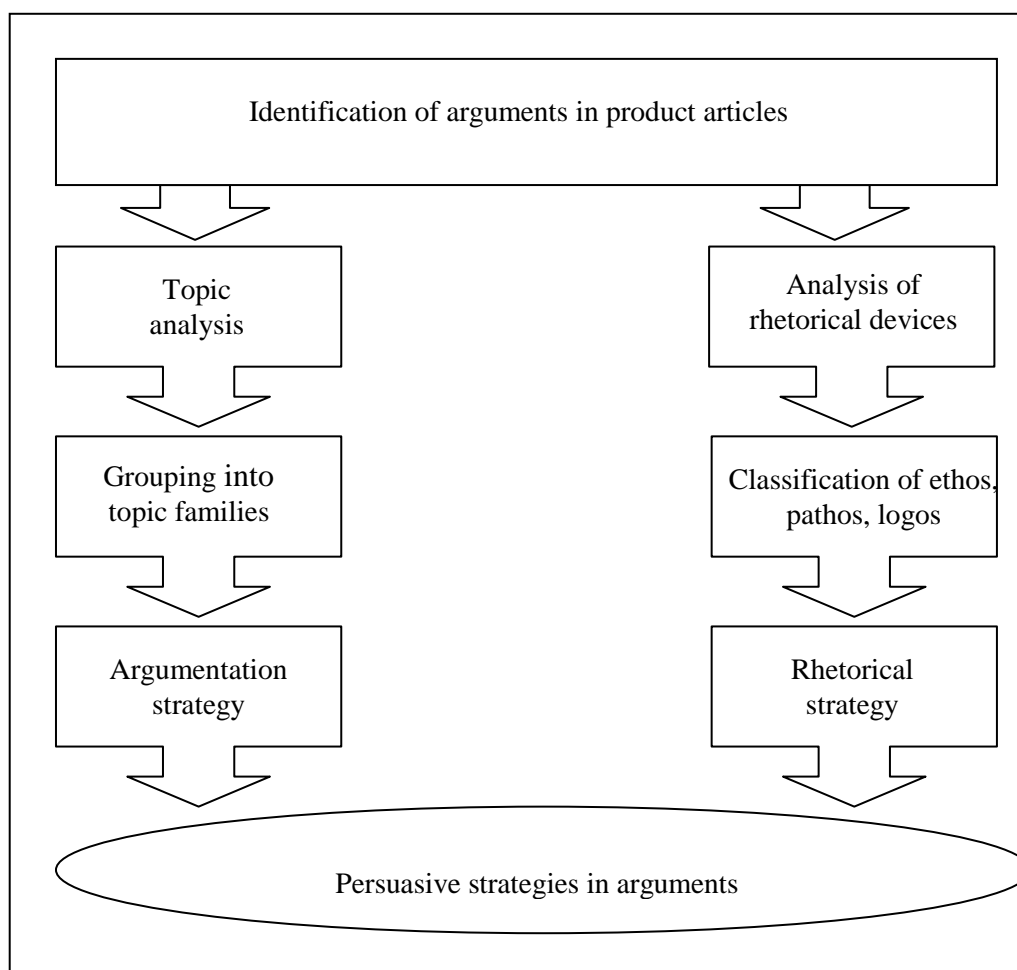 Identification of arguments in product articles
Topic
analysis
Analysis of
rhetorical devices
Grouping into
topic families
Classification of ethos,
pathos, logos
Argumentation
strategy
Rhetorical
strategy
Persuasive strategies in arguments